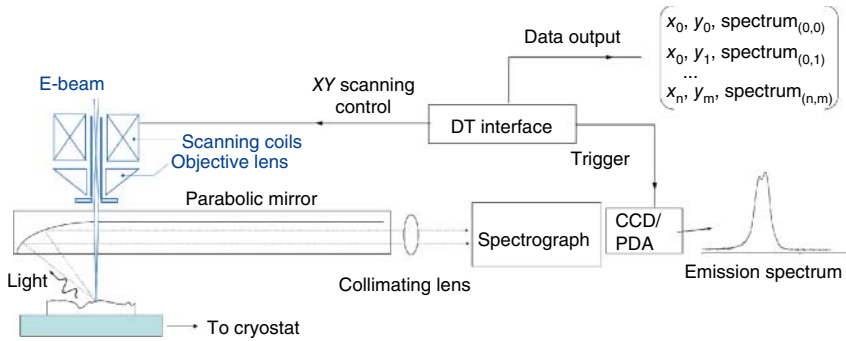 x₀, y₀, spectrum₍₀,₀₎
Data output
x₀, y₁, spectrum₍₀,₁₎
...
xₙ, yₘ, spectrum₍ₙ,ₘ₎
E-beam
XY scanning
control
DT interface
Scanning coils
Objective lens
Trigger
Parabolic mirror
Spectrograph
CCD/
PDA
Light
Collimating lens
Emission spectrum
To cryostat